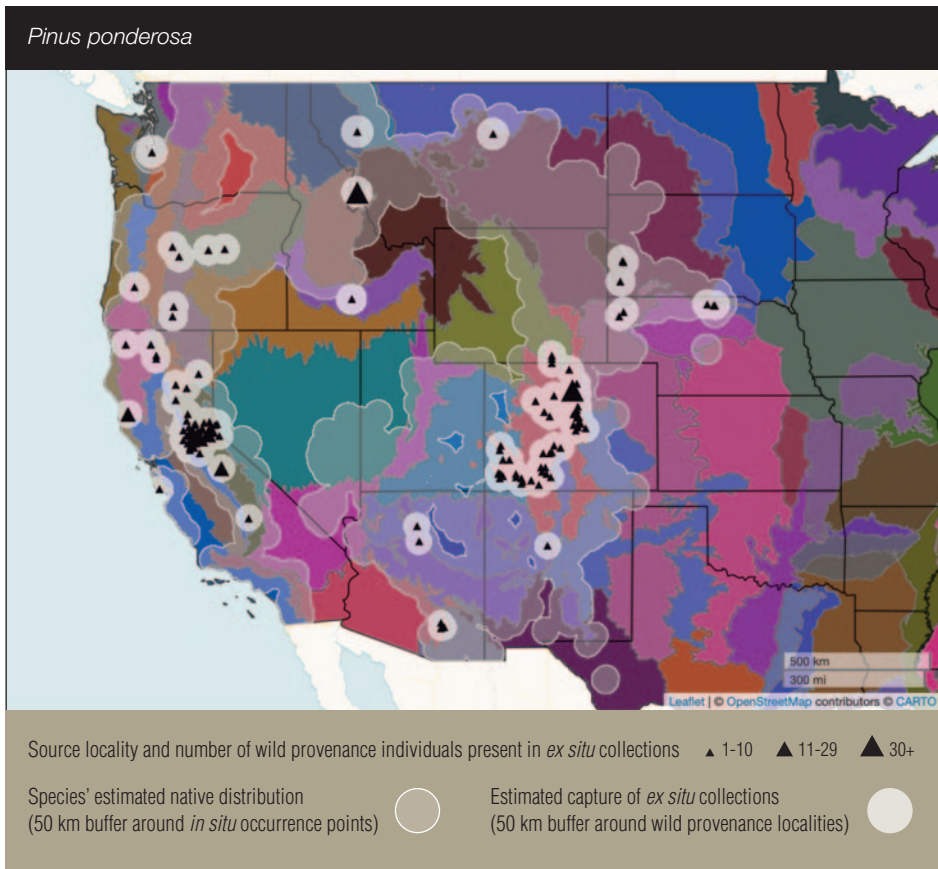 Pinus ponderosa
500 km
300 mi
Leaflet | © OpenStreetMap contributors © CARTO
Source locality and number of wild provenance individuals present in ex situ collections 1-10 11-29 30+
Species' estimated native distribution
(50 km buffer around in situ occurrence points)
Estimated capture of ex situ collections
(50 km buffer around wild provenance localities)